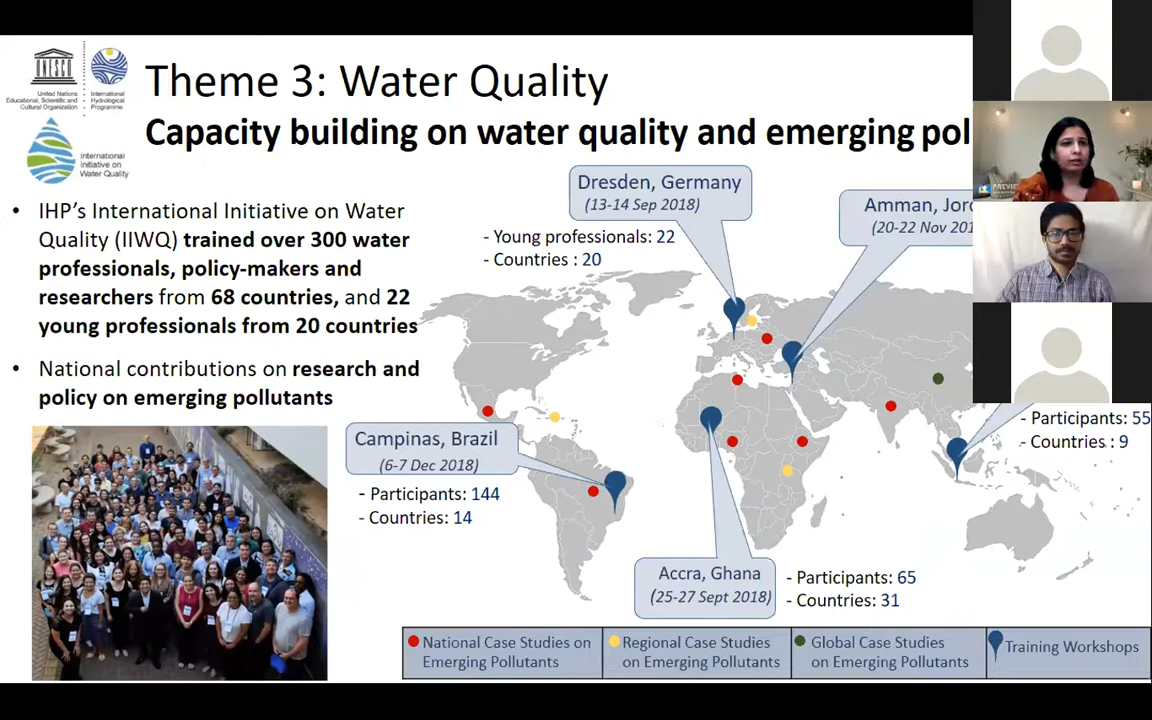 UNESCO
United Nations
Educational, Scientific and
Cultural Organization
International
Hydrological
Programme
International
Initiative on
Water Quality
Theme 3: Water Quality
Capacity building on water quality and emerging pol
• IHP’s International Initiative on Water
Quality (IIWQ) trained over 300 water
professionals, policy-makers and
researchers from 68 countries, and 22
young professionals from 20 countries
• National contributions on research and
policy on emerging pollutants
Dresden, Germany
(13-14 Sep 2018)
- Young professionals: 22
- Countries : 20
Amman, Jor
(20-22 Nov 201
- Participants: 55
- Countries : 9
Campinas, Brazil
(6-7 Dec 2018)
- Participants: 144
- Countries: 14
Accra, Ghana
(25-27 Sept 2018)
- Participants: 65
- Countries: 31
National Case Studies on
Emerging Pollutants
Regional Case Studies
on Emerging Pollutants
Global Case Studies
on Emerging Pollutants
Training Workshops